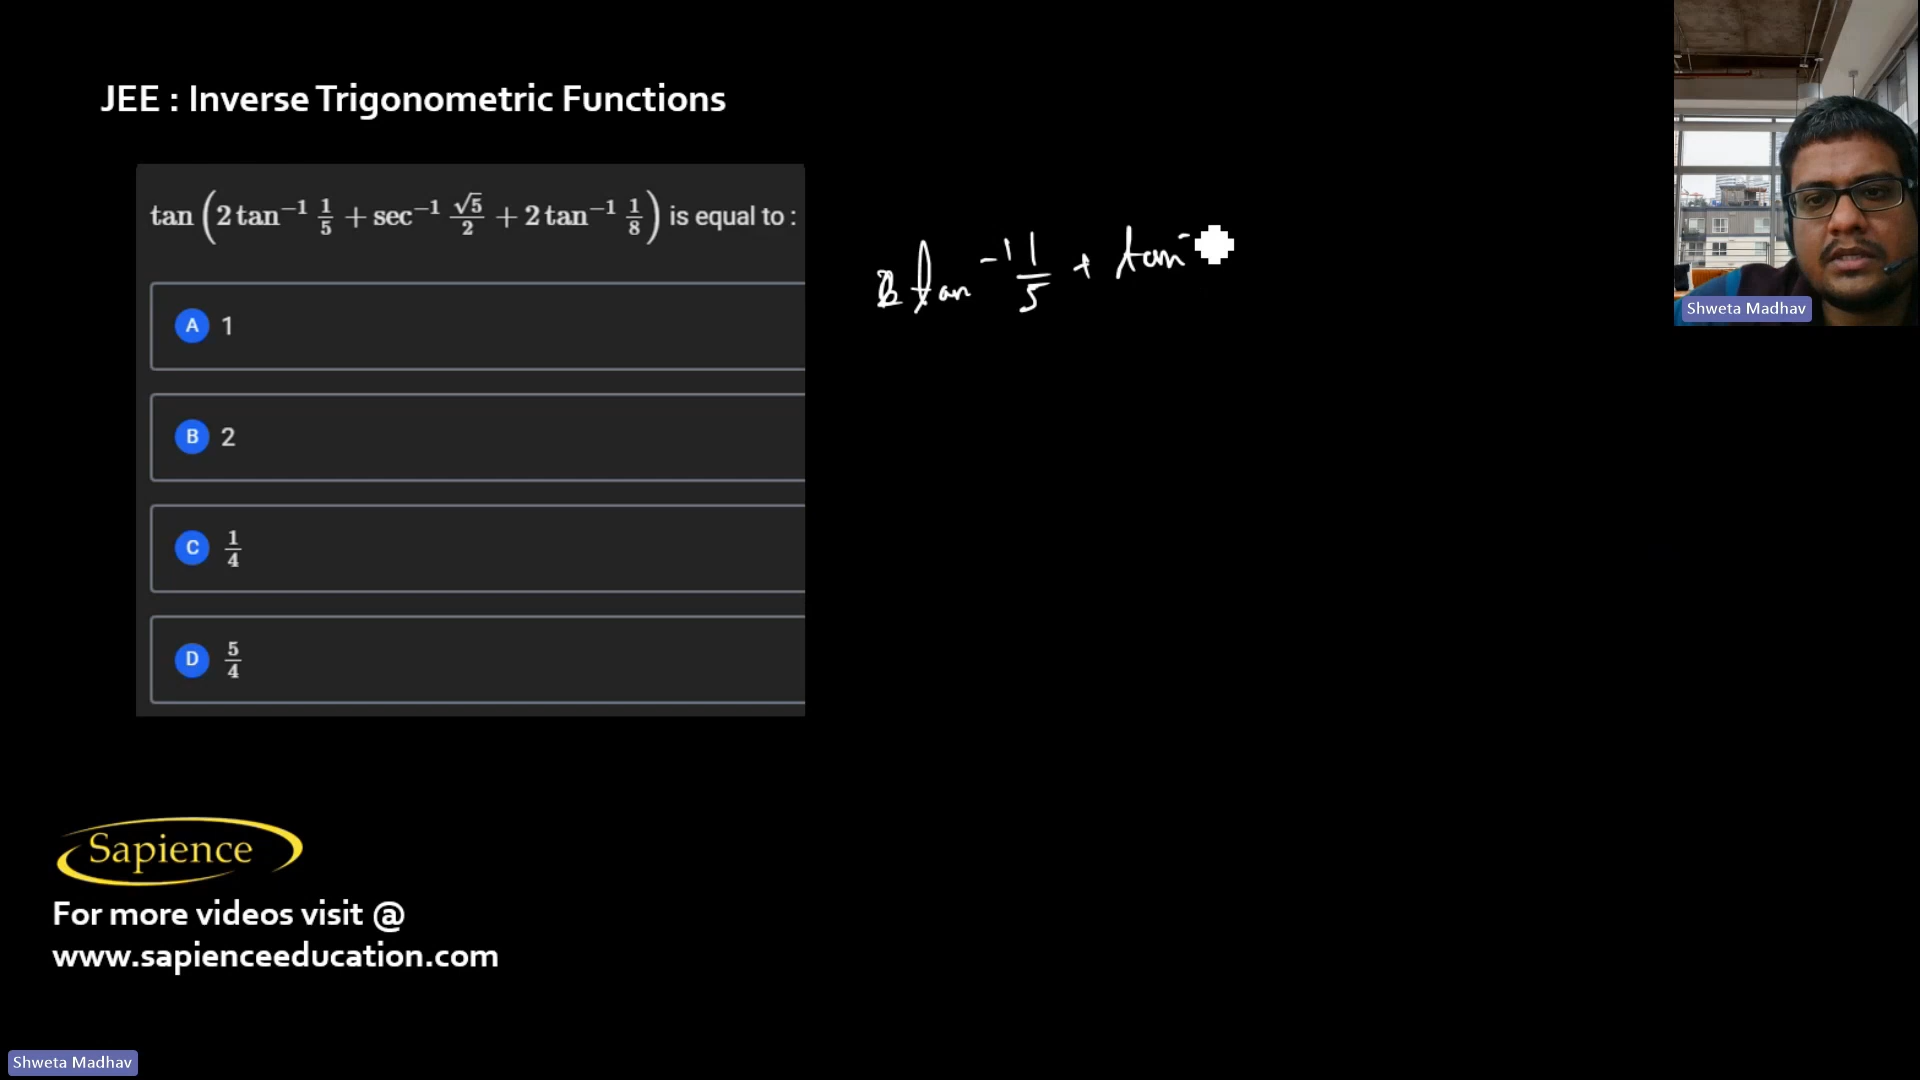 JEE : Inverse Trigonometric Functions
tan (2 tan⁻¹ 1/5 + sec⁻¹ √5/2 + 2 tan⁻¹ 1/8) is equal to :
A 1
B 2
C 1/4
D 5/4
2 tan⁻¹ 1/5 + tan⁻
Shweta Madhav
Sapience
For more videos visit @
www.sapienceeducation.com
Shweta Madhav